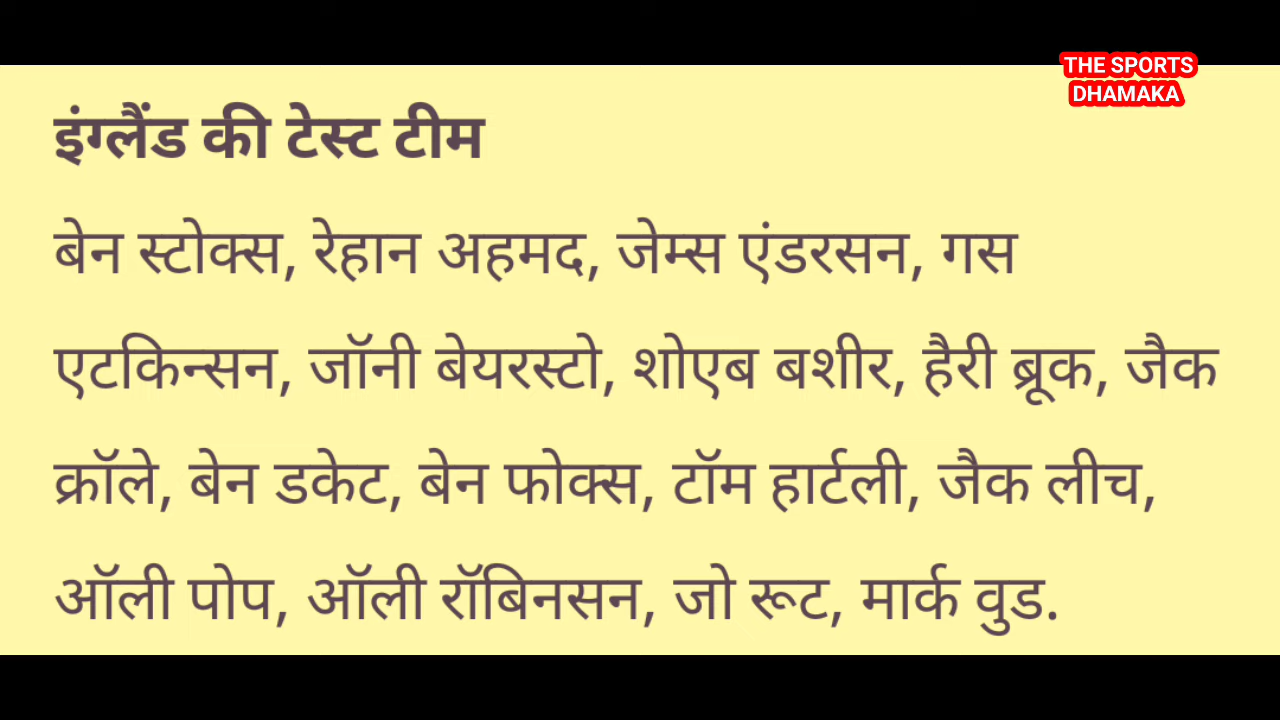 THE SPORTS
DHAMAKA
इंग्लैंड की टेस्ट टीम
बेन स्टोक्स, रेहान अहमद, जेम्स एंडरसन, गस
एटकिन्सन, जॉनी बेयरस्टो, शोएब बशीर, हैरी ब्रूक, जैक
क्रॉले, बेन डकेट, बेन फोक्स, टॉम हार्टली, जैक लीच,
ऑली पोप, ऑली रॉबिनसन, जो रूट, मार्क वुड.